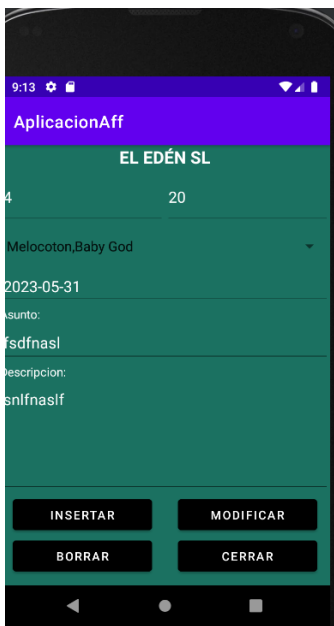 9:13
AplicacionAff
EL EDÉN SL
4 20
Melocoton,Baby God
2023-05-31
Asunto:
fsdfnasl
Descripcion:
snlfnaslf
INSERTAR MODIFICAR
BORRAR CERRAR